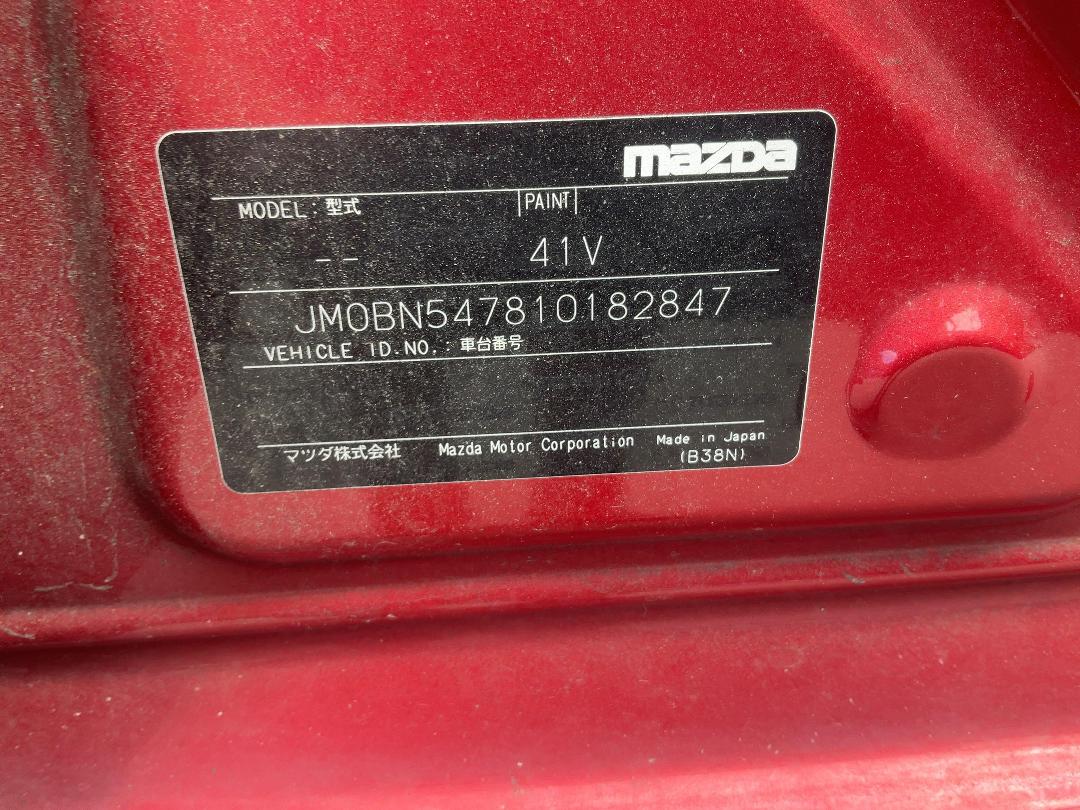 mazda
MODEL : 型式 |PAINT|
-- 41V
JM0BN547810182847
VEHICLE ID.NO. : 車台番号
マツダ株式会社 Mazda Motor Corporation Made in Japan
(B38N)